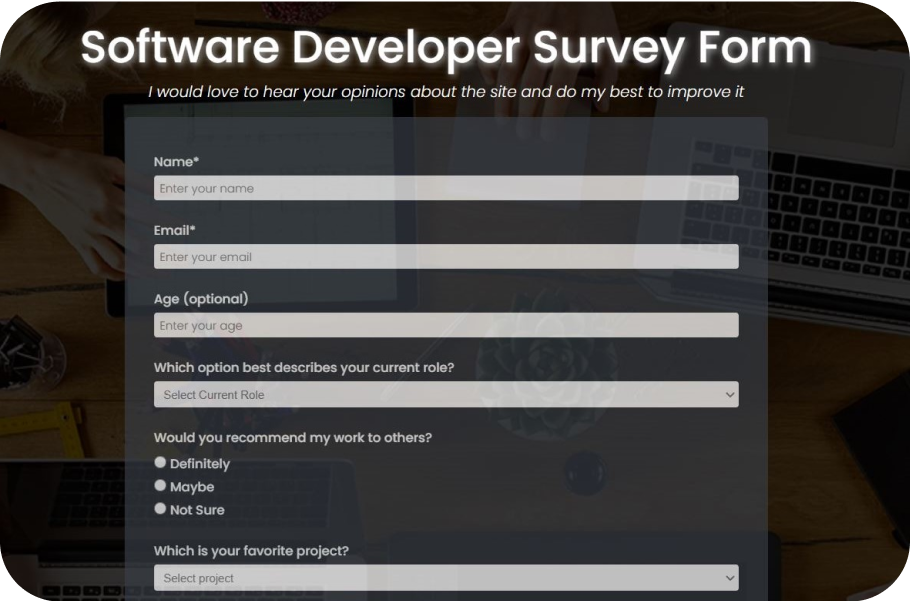 Software Developer Survey Form
I would love to hear your opinions about the site and do my best to improve it
Name*
Enter your name
Email*
Enter your email
Age (optional)
Enter your age
Which option best describes your current role?
Select Current Role
Would you recommend my work to others?
Definitely
Maybe
Not Sure
Which is your favorite project?
Select project